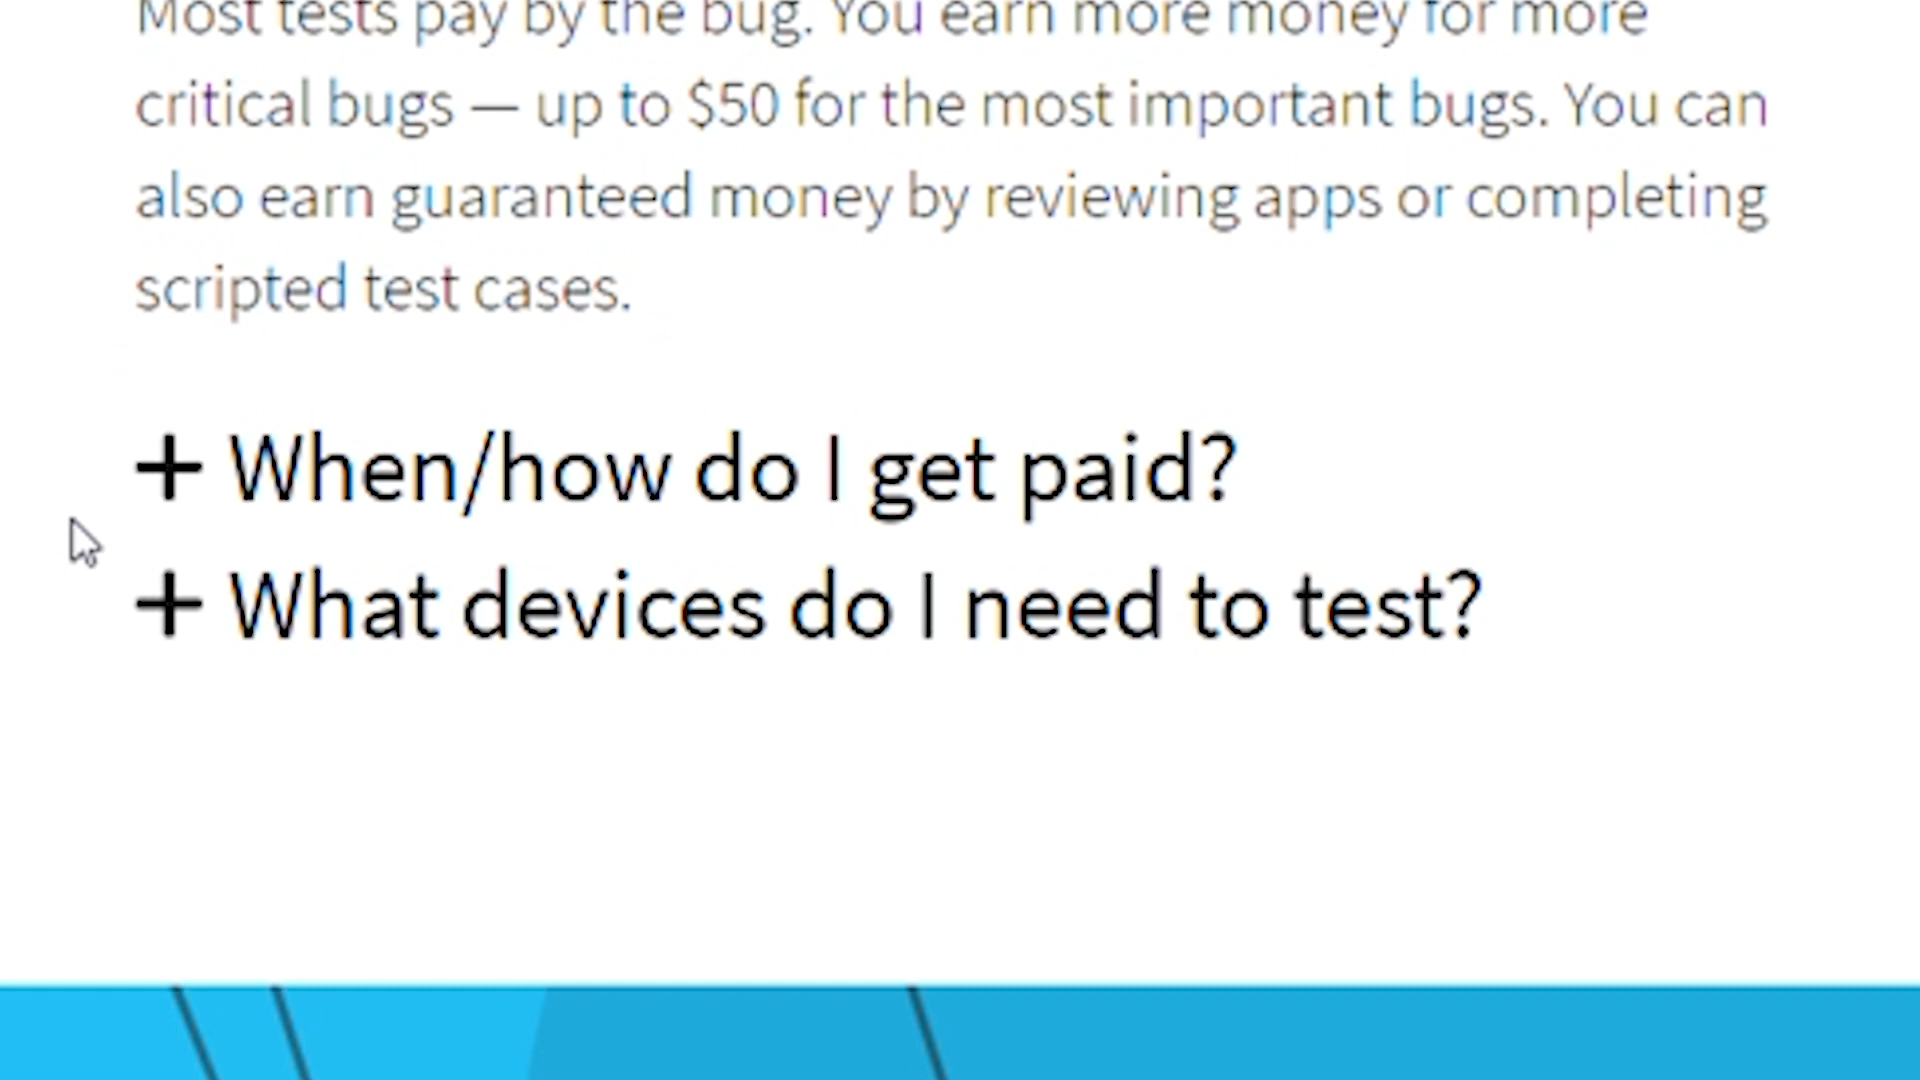 Most tests pay by the bug. You earn more money for more
critical bugs — up to $50 for the most important bugs. You can
also earn guaranteed money by reviewing apps or completing
scripted test cases.
+ When/how do I get paid?
+ What devices do I need to test?